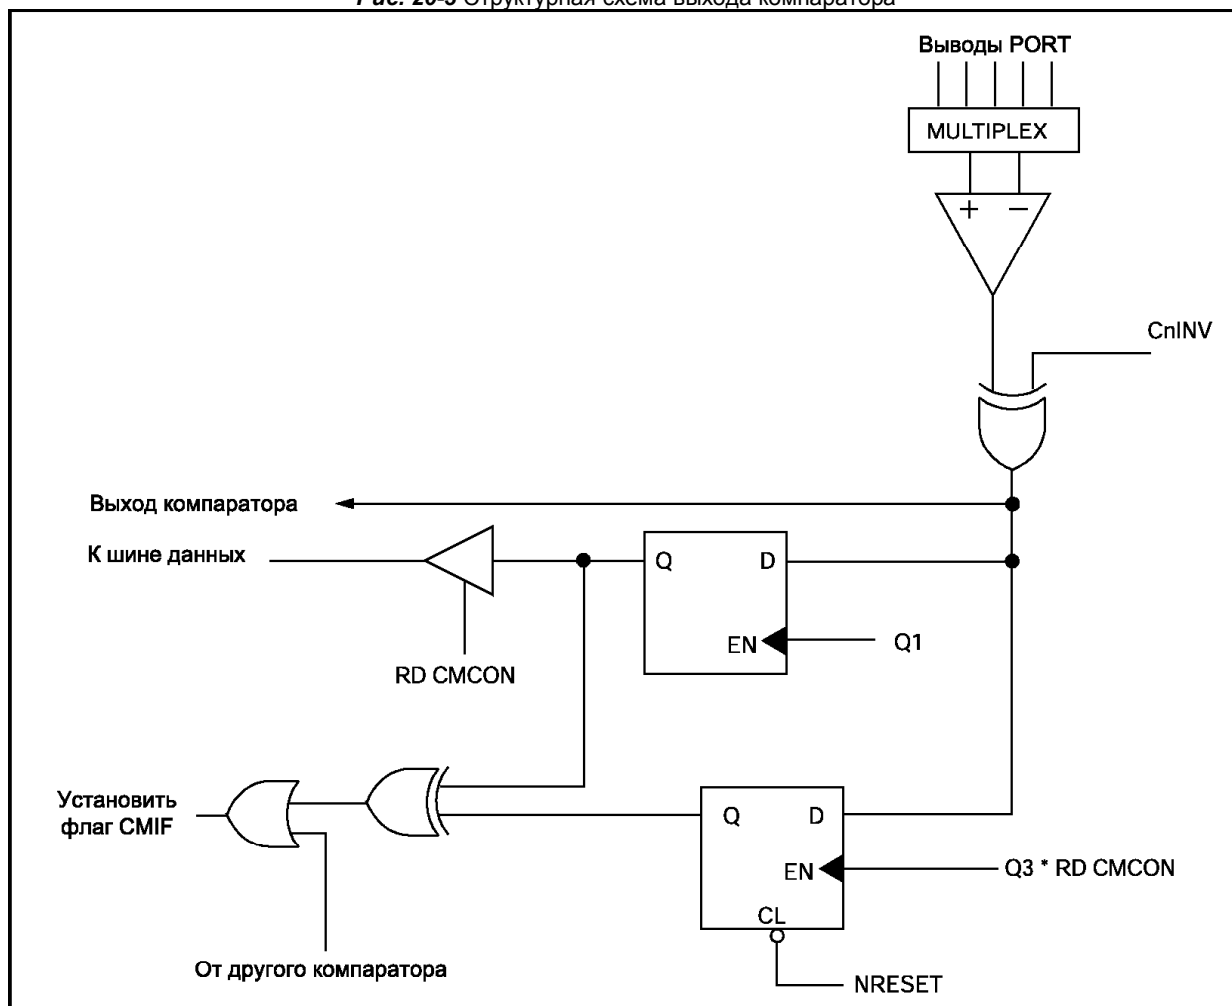 Рис. 20-3 Структурная схема выхода компаратора
Выводы PORT
MULTIPLEX
+ −
CnINV
Выход компаратора
К шине данных
Q D
EN
Q1
RD CMCON
Установить
флаг CMIF
Q D
EN
Q3 * RD CMCON
CL
От другого компаратора
NRESET